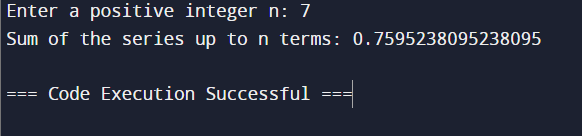 Enter a positive integer n: 7
Sum of the series up to n terms: 0.7595238095238095
=== Code Execution Successful ===